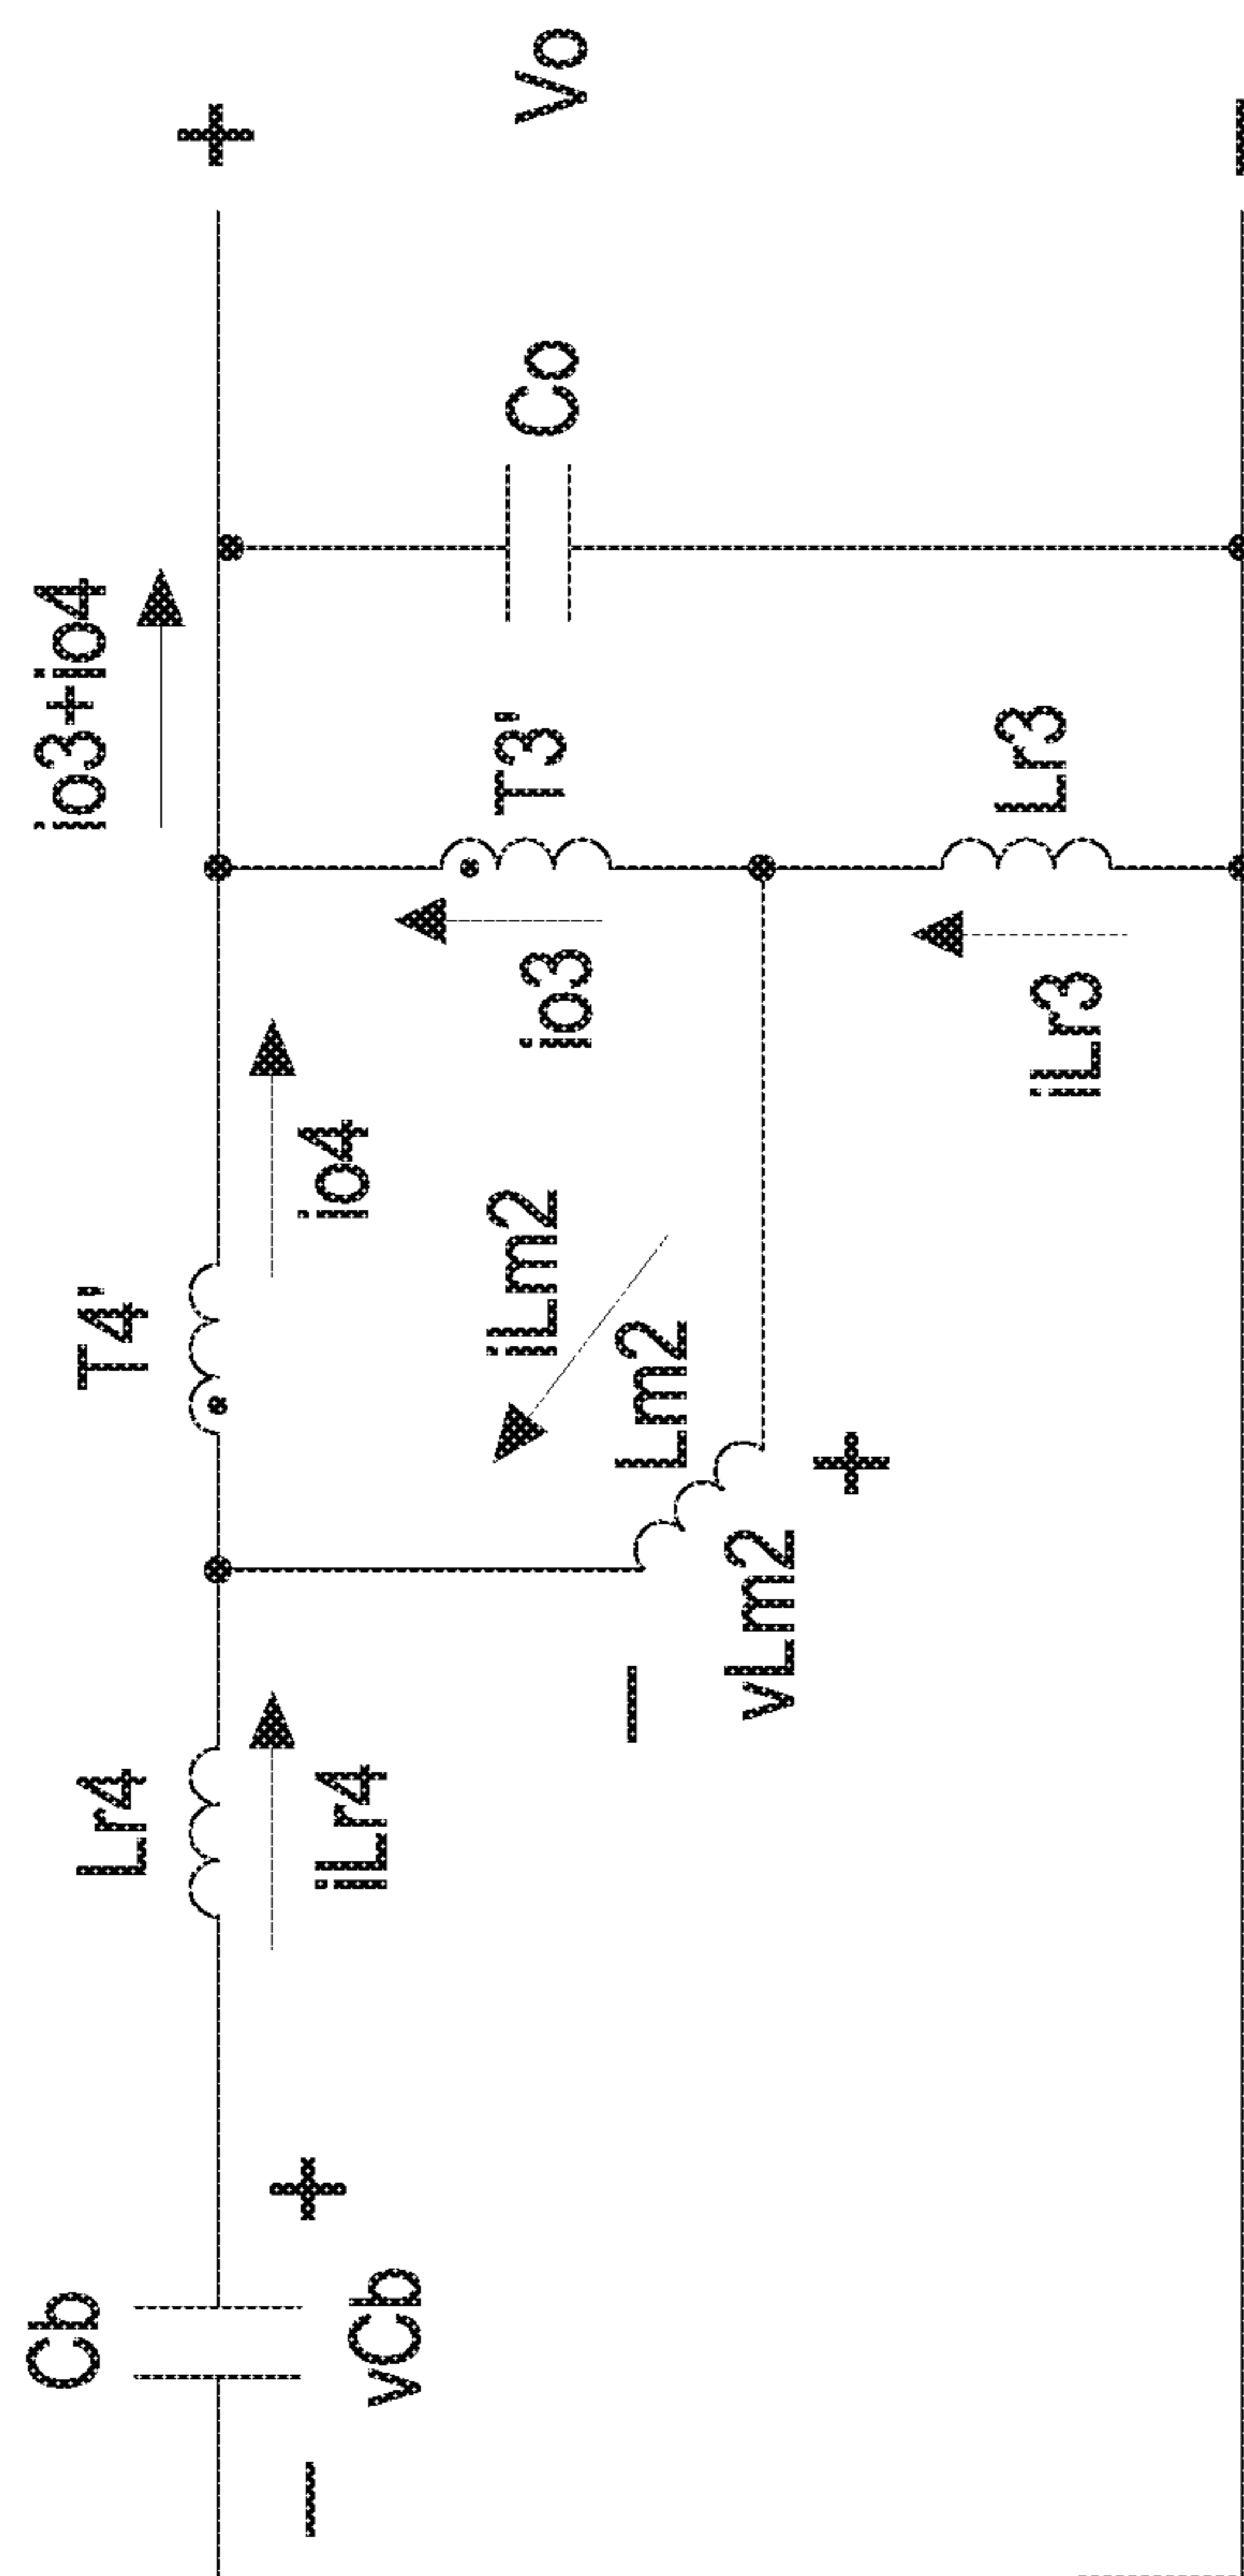 Cb
vCb
−
+
Lr4
iLr4
T4'
io4
iLm2
Lm2
vLm2
−
+
io3+io4
T3'
io3
Lr3
iLr3
Co
+
Vo
−